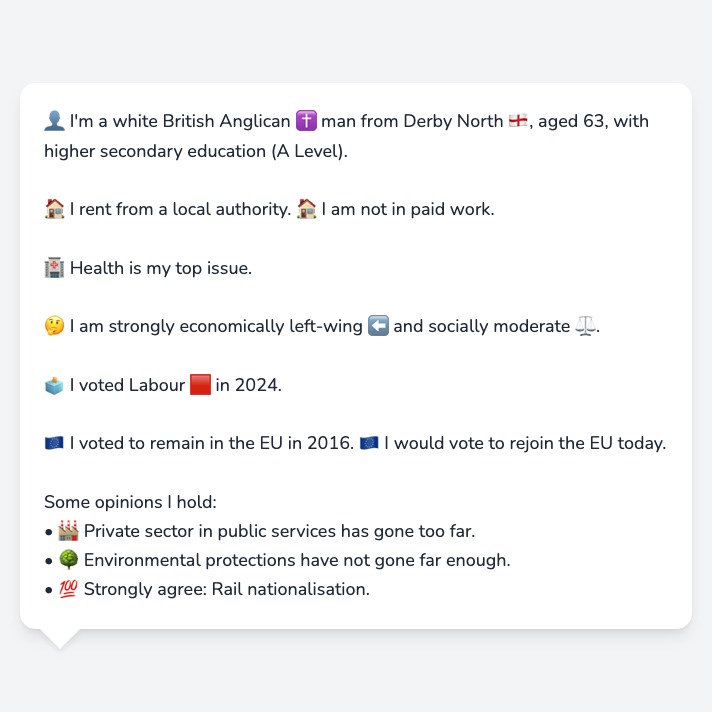 👤 I'm a white British Anglican ✝️ man from Derby North 🏴󠁧󠁢󠁥󠁮󠁧󠁿, aged 63, with
higher secondary education (A Level).
🏠 I rent from a local authority. 🏠 I am not in paid work.
🏥 Health is my top issue.
🤔 I am strongly economically left-wing ⬅️ and socially moderate ⚖️.
🗳️ I voted Labour 🟥 in 2024.
🇪🇺 I voted to remain in the EU in 2016. 🇪🇺 I would vote to rejoin the EU today.
Some opinions I hold:
• 🏭 Private sector in public services has gone too far.
• 🌳 Environmental protections have not gone far enough.
• 💯 Strongly agree: Rail nationalisation.